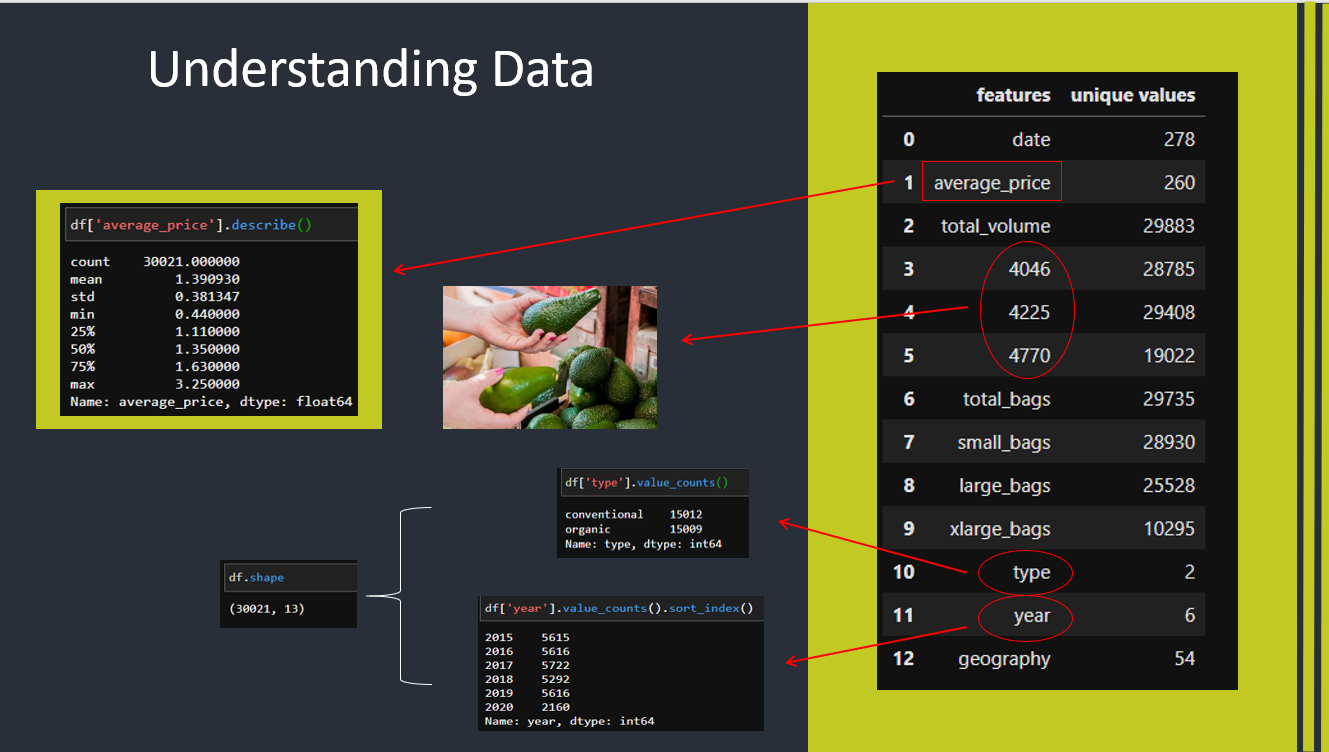 Understanding Data
df['average_price'].describe()
count 30021.000000
mean 1.390930
std 0.381347
min 0.440000
25% 1.110000
50% 1.350000
75% 1.630000
max 3.250000
Name: average_price, dtype: float64
df.shape
(30021, 13)
df['type'].value_counts()
conventional 15012
organic 15009
Name: type, dtype: int64
df['year'].value_counts().sort_index()
2015 5615
2016 5616
2017 5722
2018 5292
2019 5616
2020 2160
Name: year, dtype: int64
features unique values
0 date 278
1 average_price 260
2 total_volume 29883
3 4046 28785
4 4225 29408
5 4770 19022
6 total_bags 29735
7 small_bags 28930
8 large_bags 25528
9 xlarge_bags 10295
10 type 2
11 year 6
12 geography 54